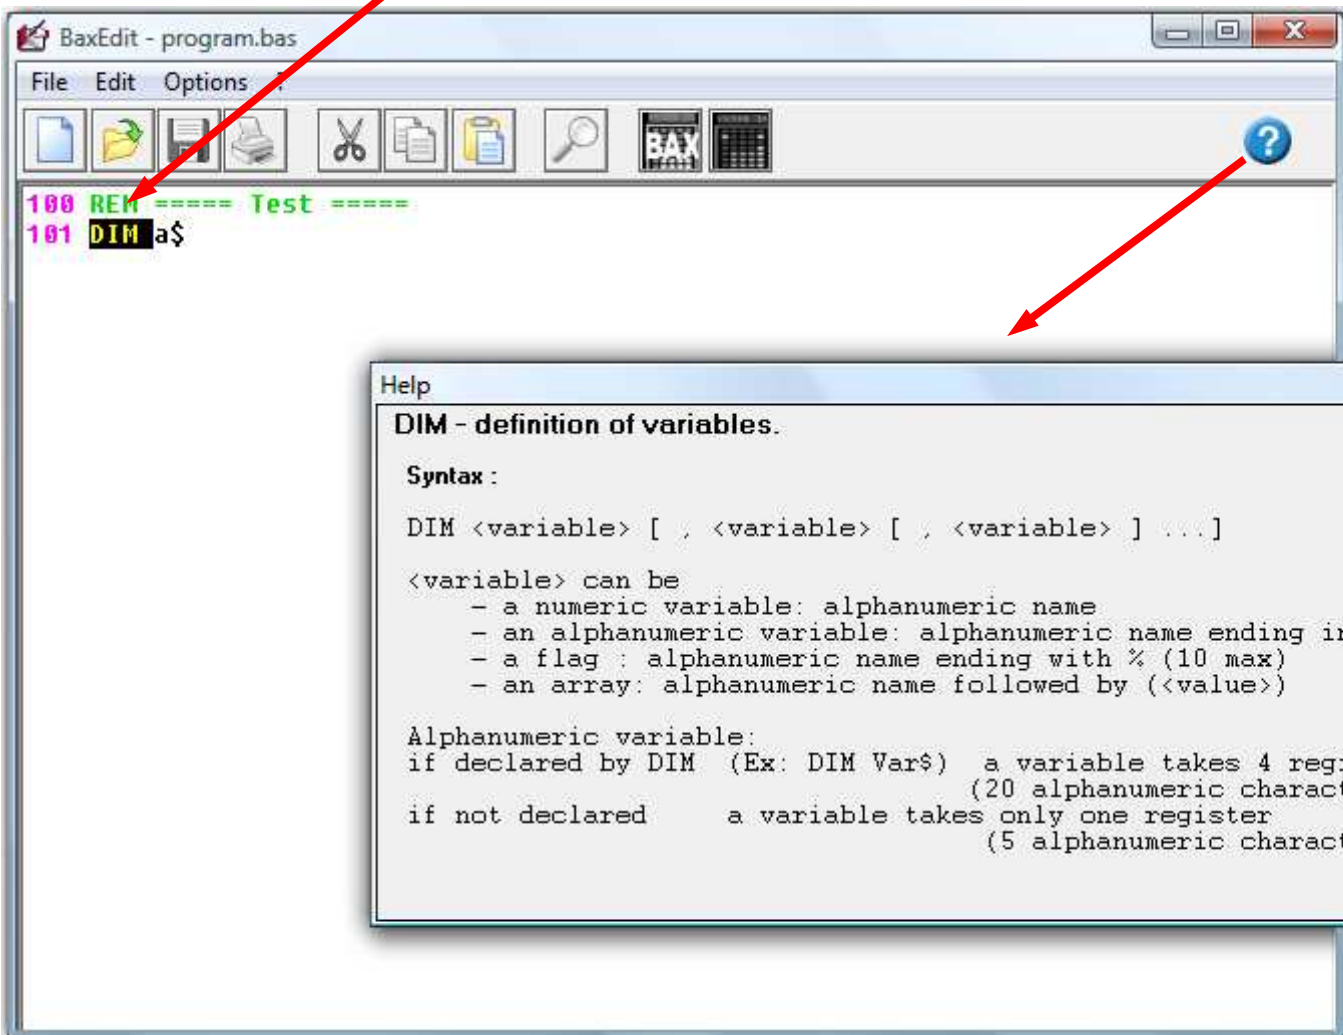 BaxEdit - program.bas
File Edit Options ?
BAX
?
100 REM ===== Test =====
101 DIM a$
Help
DIM - definition of variables.
Syntax :
DIM <variable> [ , <variable> [ , <variable> ] ...]
<variable> can be
- a numeric variable: alphanumeric name
- an alphanumeric variable: alphanumeric name ending
- a flag : alphanumeric name ending with % (10 max)
- an array: alphanumeric name followed by (<value>)
Alphanumeric variable:
if declared by DIM (Ex: DIM Var$) a variable takes 4
(20 alphanumeric
if not declared a variable takes only one register
(5 alphanumeric